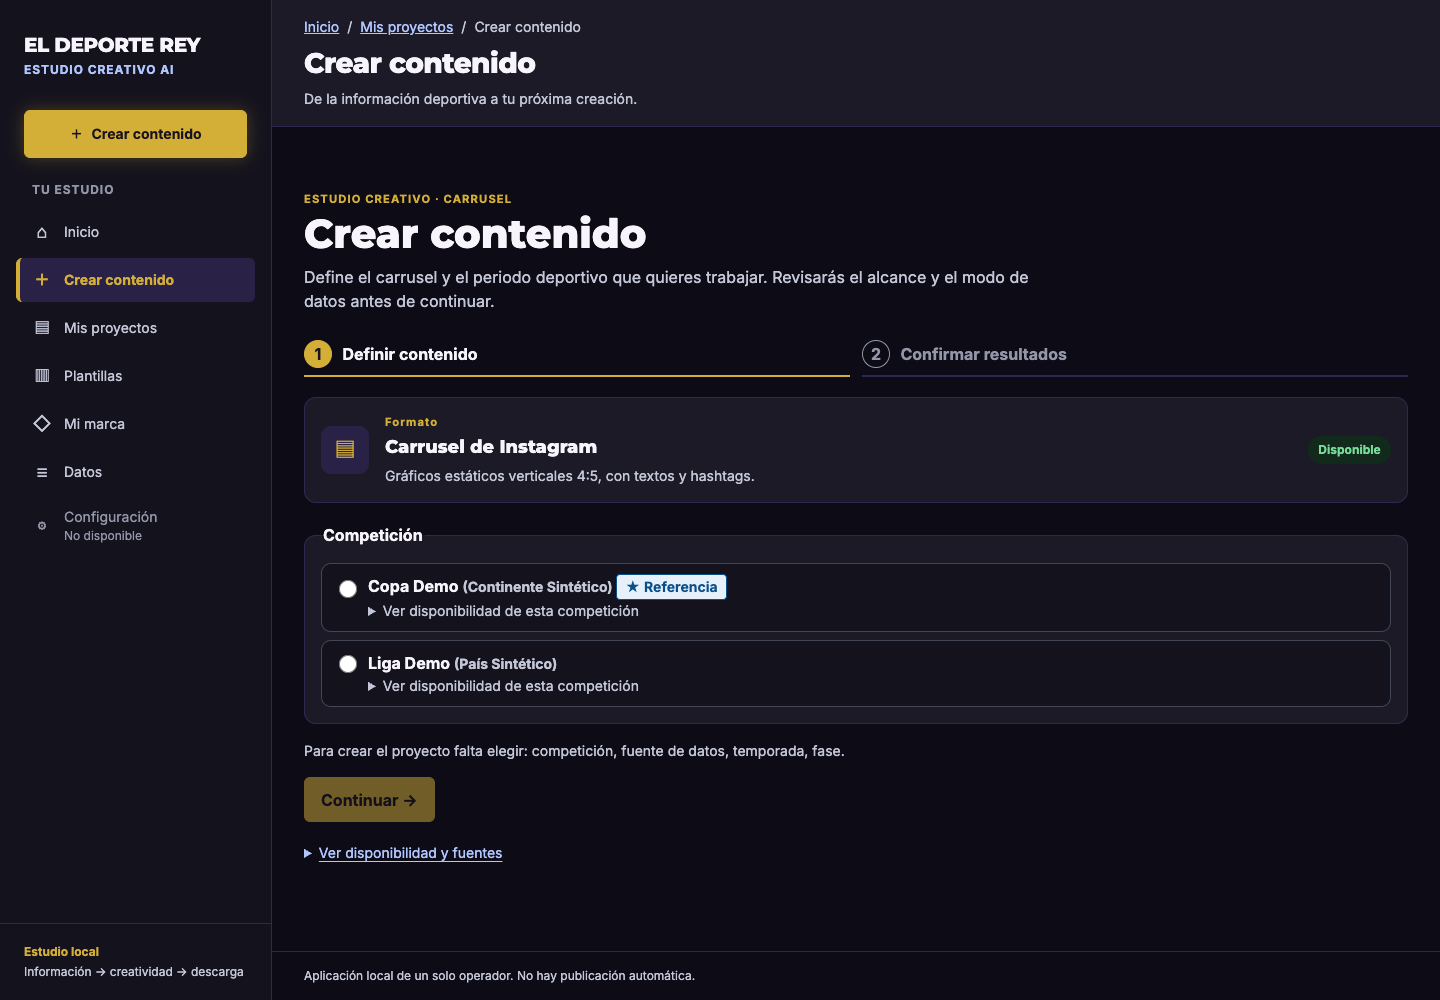 EL DEPORTE REY
ESTUDIO CREATIVO AI
+ Crear contenido
TU ESTUDIO
Inicio
Crear contenido
Mis proyectos
Plantillas
Mi marca
Datos
Configuración
No disponible
Estudio local
Información → creatividad → descarga
Inicio / Mis proyectos / Crear contenido
Crear contenido
De la información deportiva a tu próxima creación.
ESTUDIO CREATIVO · CARRUSEL
Crear contenido
Define el carrusel y el periodo deportivo que quieres trabajar. Revisarás el alcance y el modo de
datos antes de continuar.
1 Definir contenido
2 Confirmar resultados
Formato
Carrusel de Instagram
Gráficos estáticos verticales 4:5, con textos y hashtags.
Disponible
Competición
Copa Demo (Continente Sintético) ★ Referencia
▶ Ver disponibilidad de esta competición
Liga Demo (País Sintético)
▶ Ver disponibilidad de esta competición
Para crear el proyecto falta elegir: competición, fuente de datos, temporada, fase.
Continuar →
▶ Ver disponibilidad y fuentes
Aplicación local de un solo operador. No hay publicación automática.